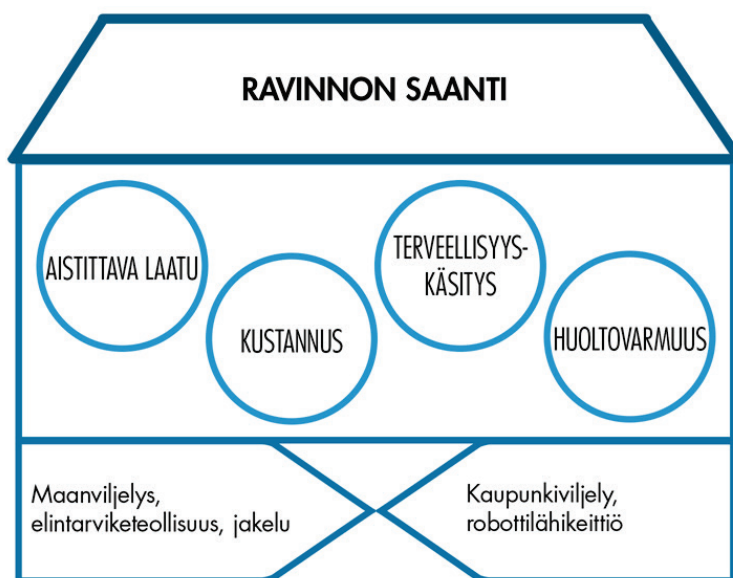 RAVINNON SAANTI
AISTITTAVA LAATU
KUSTANNUS
TERVEELLISYYS-
KÄSITYS
HUOLTOVARMUUS
Maanviljelys,
elintarviketeollisuus, jakelu
Kaupunkiviljely,
robottilähikeittiö